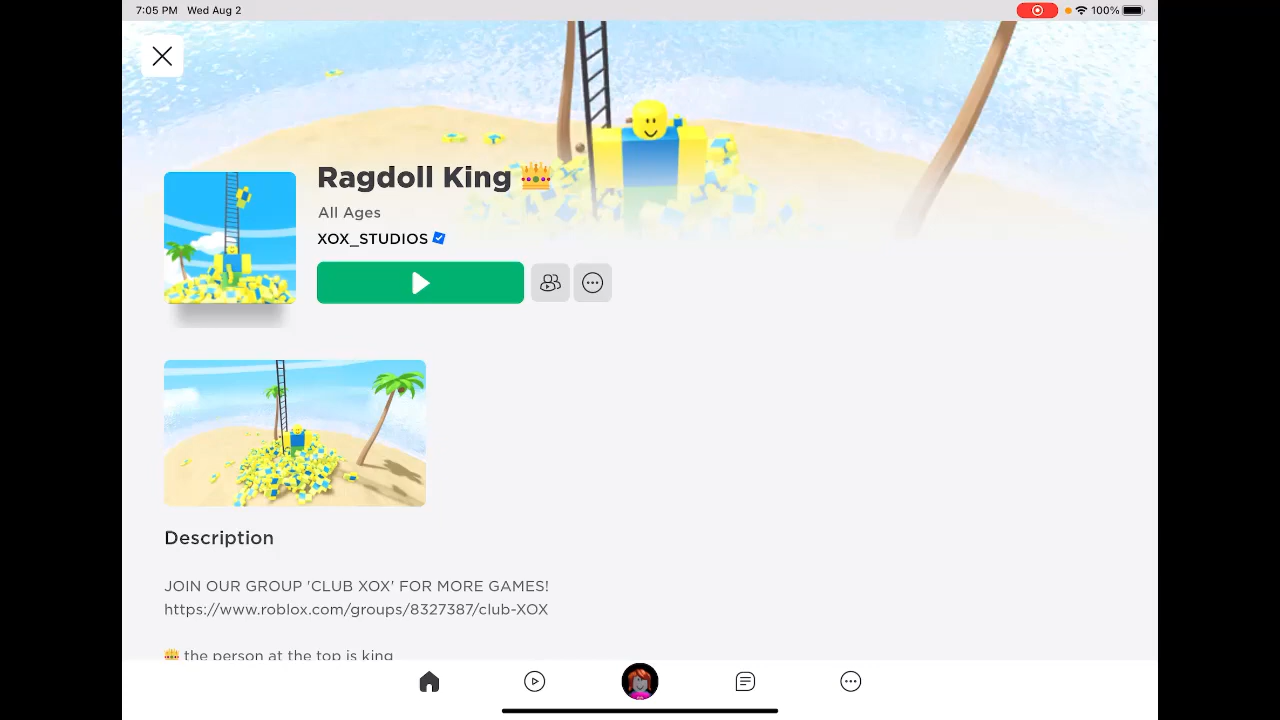 7:05 PM Wed Aug 2
100%
Ragdoll King 👑
All Ages
XOX_STUDIOS
Description
JOIN OUR GROUP 'CLUB XOX' FOR MORE GAMES!
https://www.roblox.com/groups/8327387/club-XOX
👑 the person at the top is king